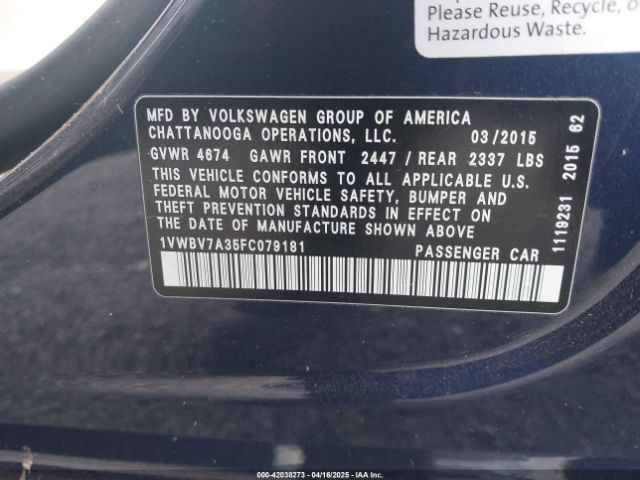 Please Reuse, Recycle, o
Hazardous Waste.
MFD BY VOLKSWAGEN GROUP OF AMERICA
CHATTANOOGA OPERATIONS, LLC. 03/2015
GVWR 4674 GAWR FRONT 2447 / REAR 2337 LBS
THIS VEHICLE CONFORMS TO ALL APPLICABLE U.S.
FEDERAL MOTOR VEHICLE SAFETY, BUMPER AND
THEFT PREVENTION STANDARDS IN EFFECT ON
THE DATE OF MANUFACTURE SHOWN ABOVE
1VWBV7A35FC079181 PASSENGER CAR
1119231 2015 62
000-42038273 - 04/16/2025 - IAA Inc.